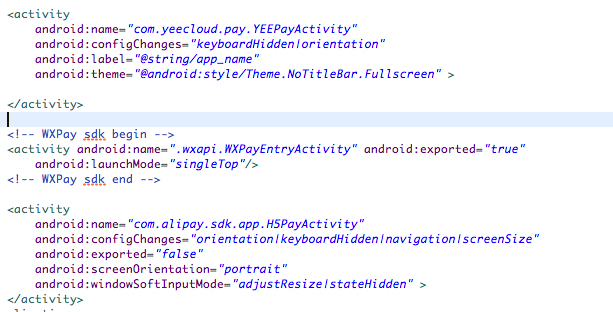 <activity
    android:name="com.yeecloud.pay.YEEPayActivity"
    android:configChanges="keyboardHidden|orientation"
    android:label="@string/app_name"
    android:theme="@android:style/Theme.NoTitleBar.Fullscreen" >
</activity>
<!-- WXPay sdk begin -->
<activity android:name=".wxapi.WXPayEntryActivity" android:exported="true"
    android:launchMode="singleTop"/>
<!-- WXPay sdk end -->
<activity
    android:name="com.alipay.sdk.app.H5PayActivity"
    android:configChanges="orientation|keyboardHidden|navigation|screenSize"
    android:exported="false"
    android:screenOrientation="portrait"
    android:windowSoftInputMode="adjustResize|stateHidden" >
</activity>